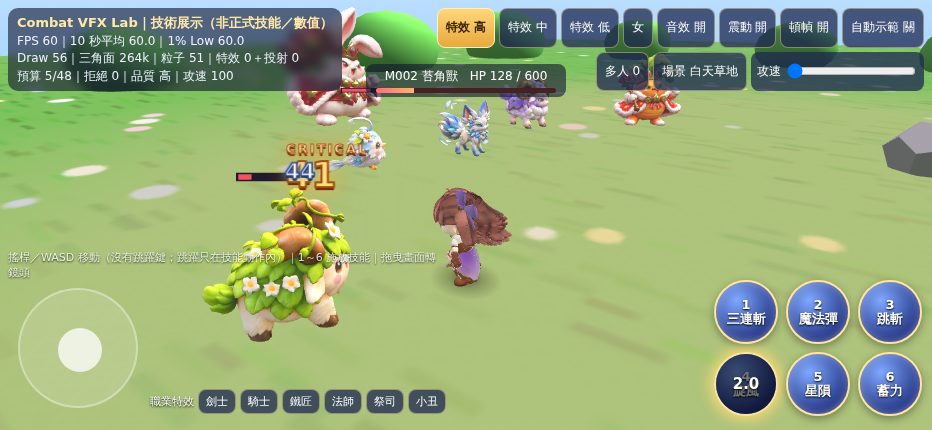 Combat VFX Lab｜技術展示（非正式技能／數值）
FPS 60｜10 秒平均 60.0｜1% Low 60.0
Draw 56｜三角面 264k｜粒子 51｜特效 0＋投射 0
預算 5/48｜拒絕 0｜品質 高｜攻速 100
特效 高
特效 中
特效 低
女
音效 開
震動 開
頓幀 開
自動示範 關
多人 0
場景 白天草地
攻速
M002 苔角獸 HP 128 / 600
CRITICAL
44
41
搖桿／WASD 移動（沒有跳躍鍵；跳躍只在技能動作內）｜1～6 施放技能｜拖曳畫面轉
鏡頭
1
三連斬
2
魔法彈
3
跳斬
2.0
旋風
5
星隕
6
蓄力
職業特效
劍士
騎士
鐵匠
法師
祭司
小丑